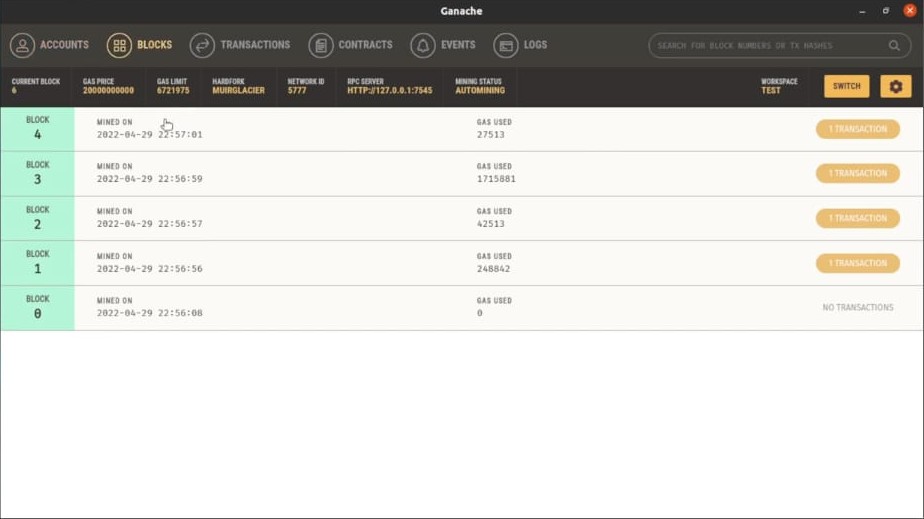 Ganache
ACCOUNTS BLOCKS TRANSACTIONS CONTRACTS EVENTS LOGS SEARCH FOR BLOCK NUMBERS OR TX HASHES
CURRENT BLOCK GAS PRICE GAS LIMIT HARDFORK NETWORK ID RPC SERVER MINING STATUS WORKSPACE
6 20000000000 6721975 MUIRGLACIER 5777 HTTP://127.0.0.1:7545 AUTOMINING TEST SWITCH
BLOCK MINED ON GAS USED
4 2022-04-29 22:57:01 27513 1 TRANSACTION
BLOCK MINED ON GAS USED
3 2022-04-29 22:56:59 1715881 1 TRANSACTION
BLOCK MINED ON GAS USED
2 2022-04-29 22:56:57 42513 1 TRANSACTION
BLOCK MINED ON GAS USED
1 2022-04-29 22:56:56 248842 1 TRANSACTION
BLOCK MINED ON GAS USED
0 2022-04-29 22:56:08 0 NO TRANSACTIONS